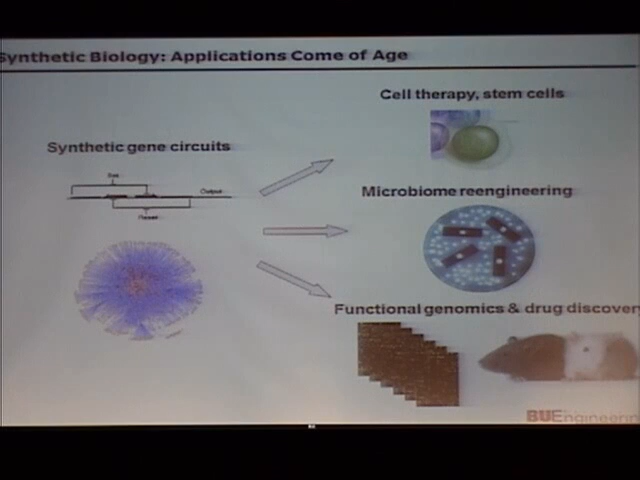 Synthetic Biology: Applications Come of Age
Cell therapy, stem cells
Synthetic gene circuits
Output
Microbiome reengineering
Functional genomics & drug discover
BUEngineering